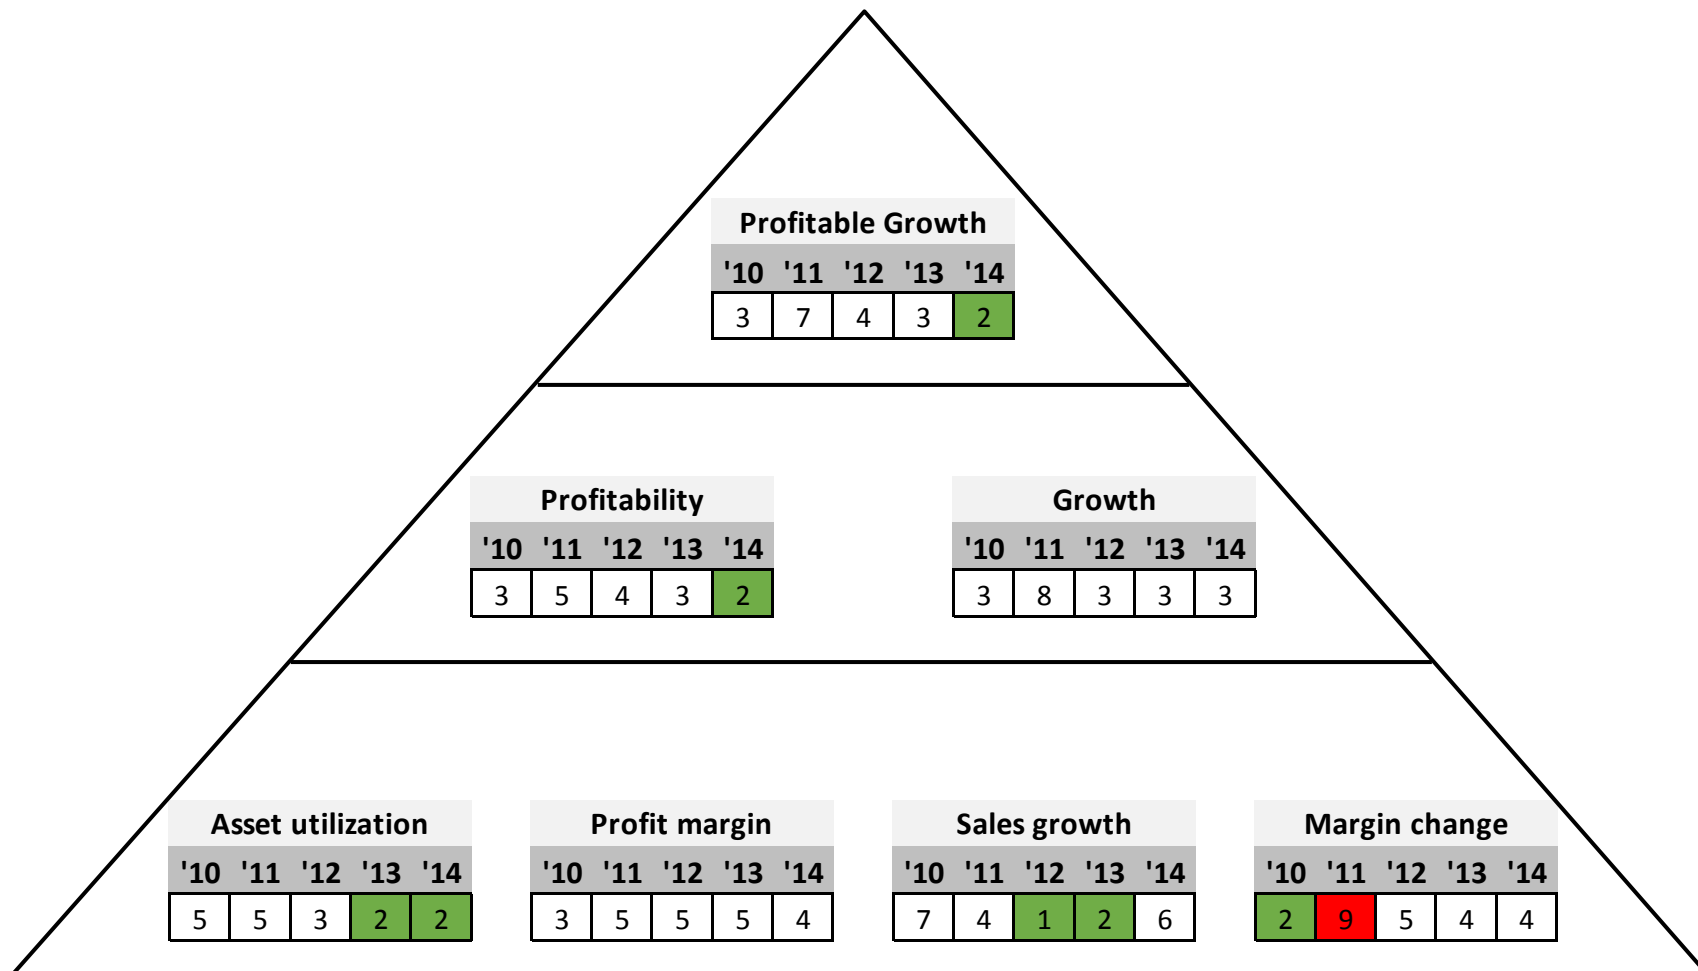 Profitable Growth
'10 '11 '12 '13 '14
3 7 4 3 2
Profitability
'10 '11 '12 '13 '14
3 5 4 3 2
Growth
'10 '11 '12 '13 '14
3 8 3 3 3
Asset utilization
'10 '11 '12 '13 '14
5 5 3 2 2
Profit margin
'10 '11 '12 '13 '14
3 5 5 5 4
Sales growth
'10 '11 '12 '13 '14
7 4 1 2 6
Margin change
'10 '11 '12 '13 '14
2 9 5 4 4